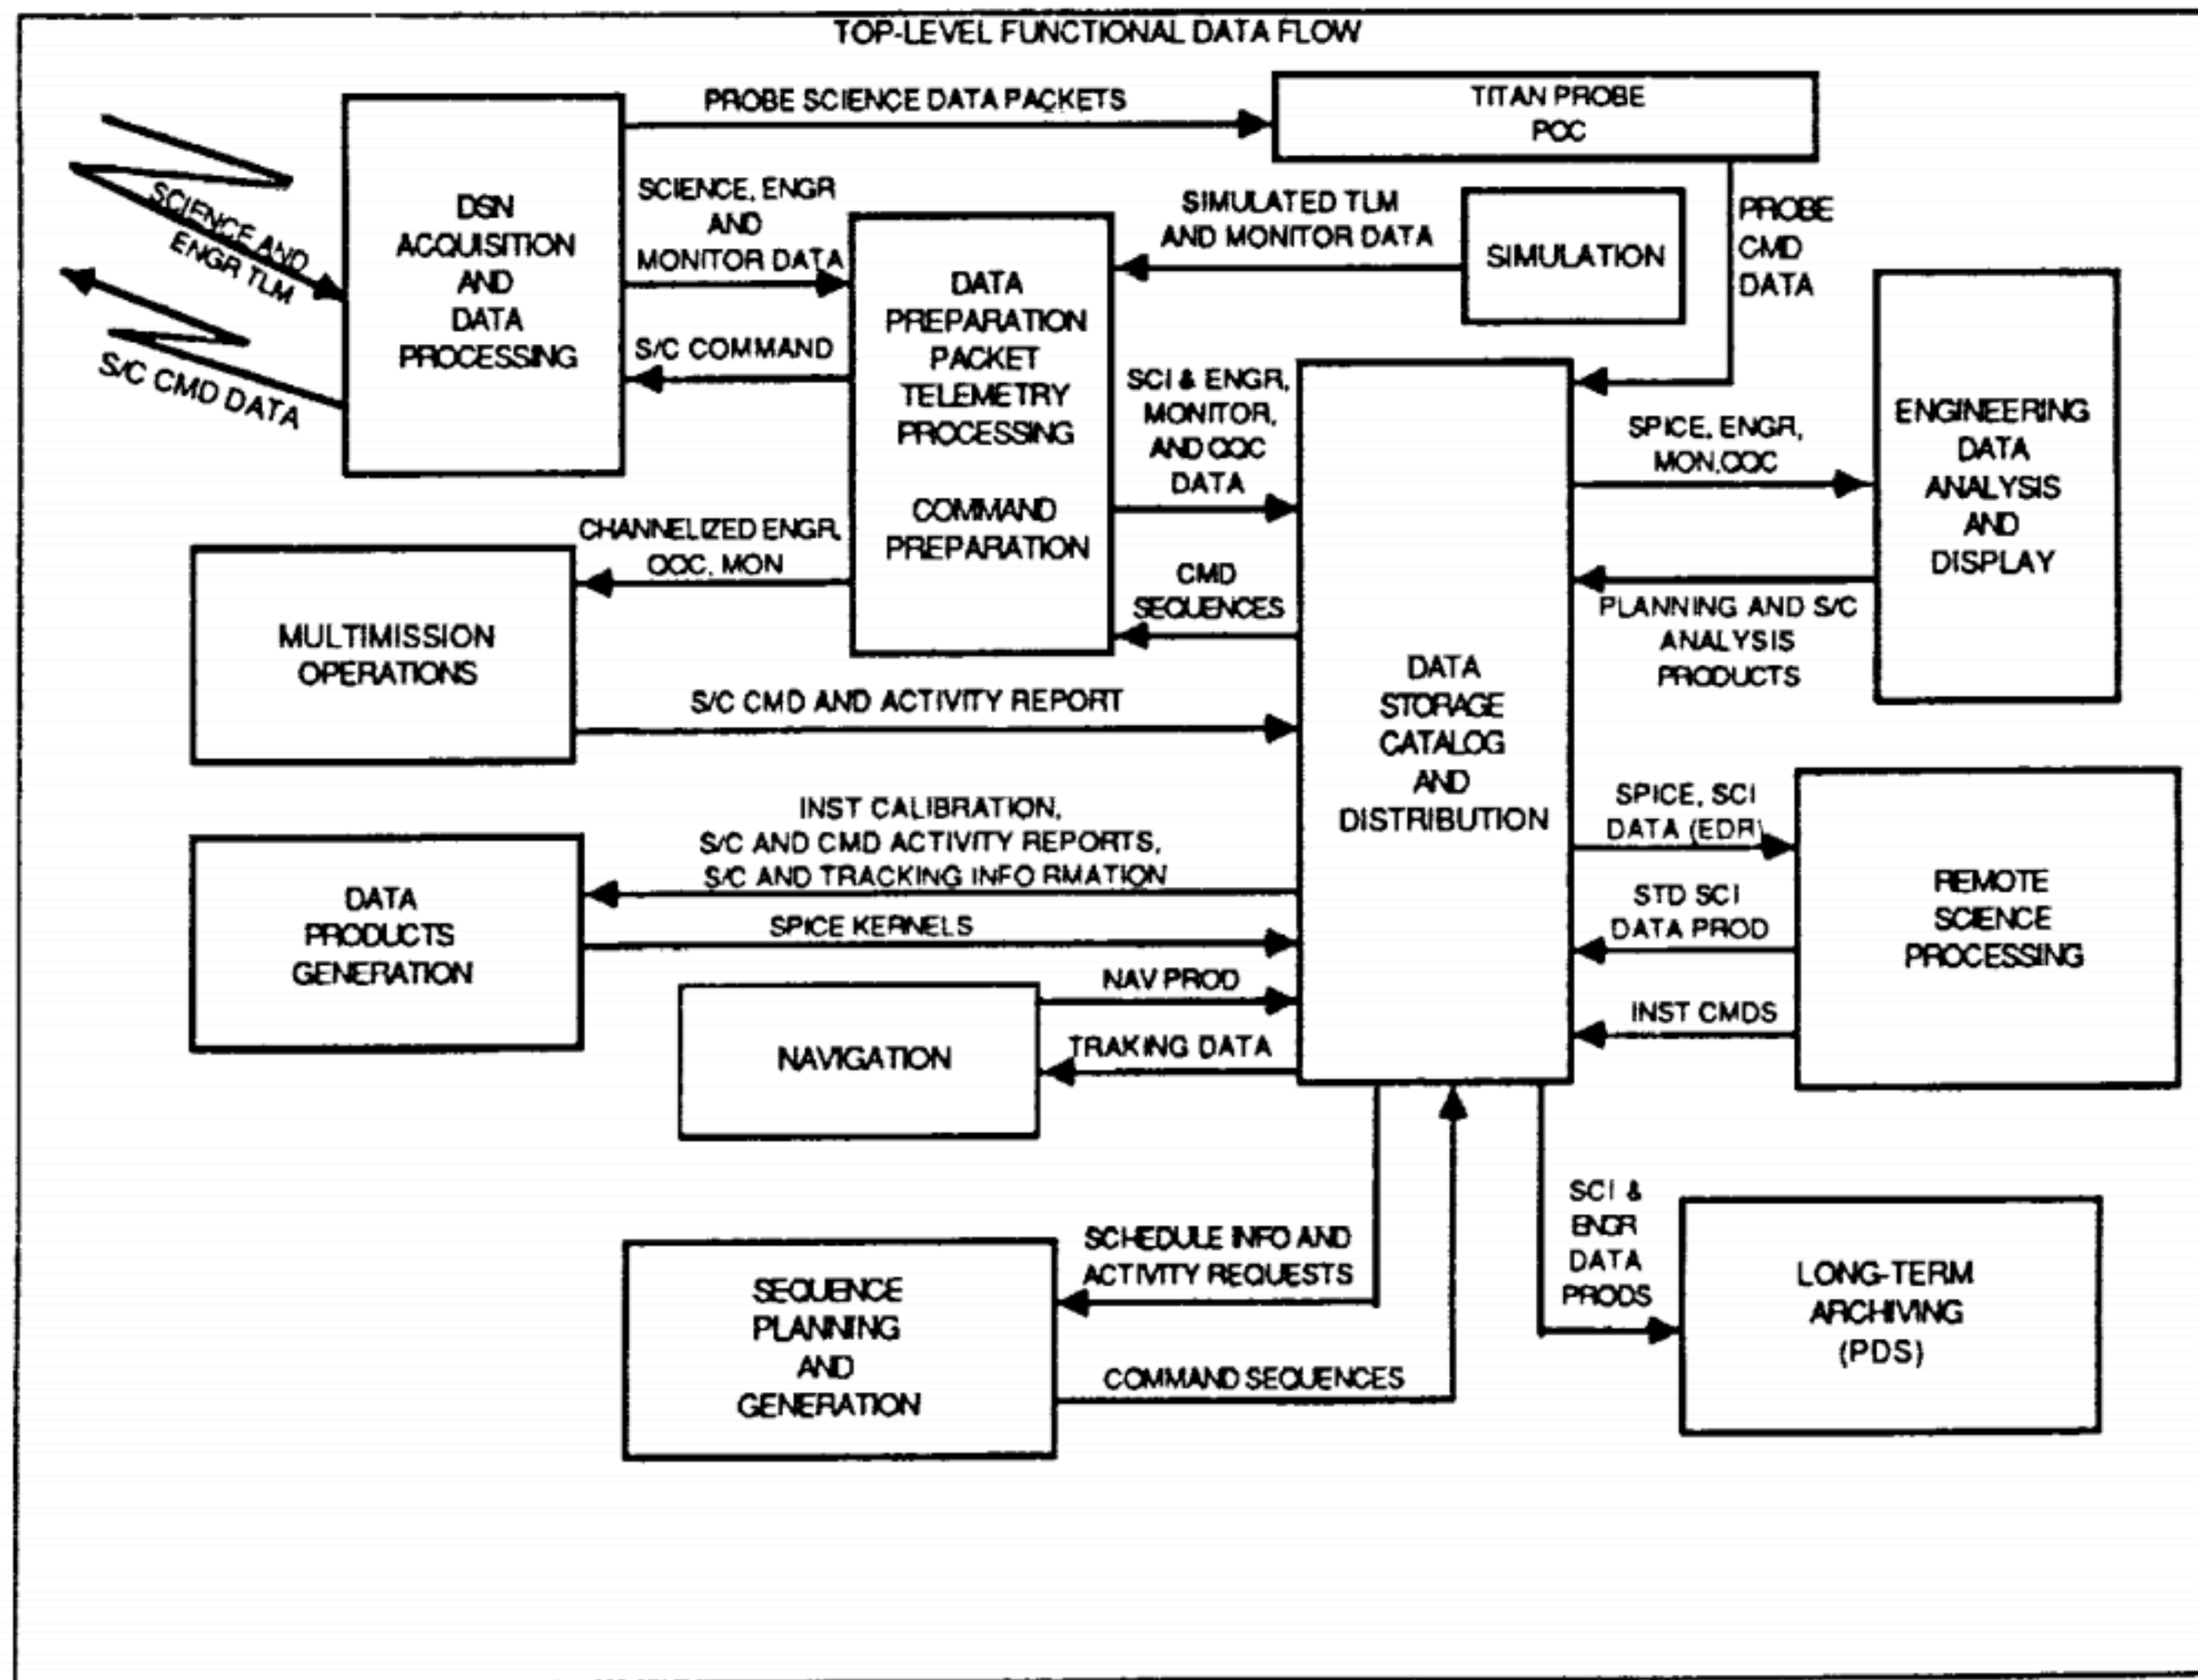 TOP-LEVEL FUNCTIONAL DATA FLOW
PROBE SCIENCE DATA PACKETS
TITAN PROBE
POC
SCIENCE AND
ENGR TLM
S/C CMD DATA
DSN
ACQUISITION
AND
DATA
PROCESSING
SCIENCE, ENGR
AND
MONITOR DATA
S/C COMMAND
DATA
PREPARATION
PACKET
TELEMETRY
PROCESSING
COMMAND
PREPARATION
SIMULATED TLM
AND MONITOR DATA
SIMULATION
PROBE
CMD
DATA
SCI & ENGR,
MONITOR,
AND QQC
DATA
CMD
SEQUENCES
SPICE, ENGR,
MON,QQC
ENGINEERING
DATA
ANALYSIS
AND
DISPLAY
PLANNING AND S/C
ANALYSIS
PRODUCTS
CHANNELIZED ENGR,
QQC, MON
MULTIMISSION
OPERATIONS
S/C CMD AND ACTIVITY REPORT
DATA
STORAGE
CATALOG
AND
DISTRIBUTION
INST CALIBRATION,
S/C AND CMD ACTIVITY REPORTS,
S/C AND TRACKING INFO RMATION
SPICE KERNELS
DATA
PRODUCTS
GENERATION
SPICE, SCI
DATA (EDR)
STD SCI
DATA PROD
INST CMDS
REMOTE
SCIENCE
PROCESSING
NAV PROD
TRAKING DATA
NAVIGATION
SCHEDULE INFO AND
ACTIVITY REQUESTS
COMMAND SEQUENCES
SEQUENCE
PLANNING
AND
GENERATION
SCI &
ENGR
DATA
PRODS
LONG-TERM
ARCHIVING
(PDS)